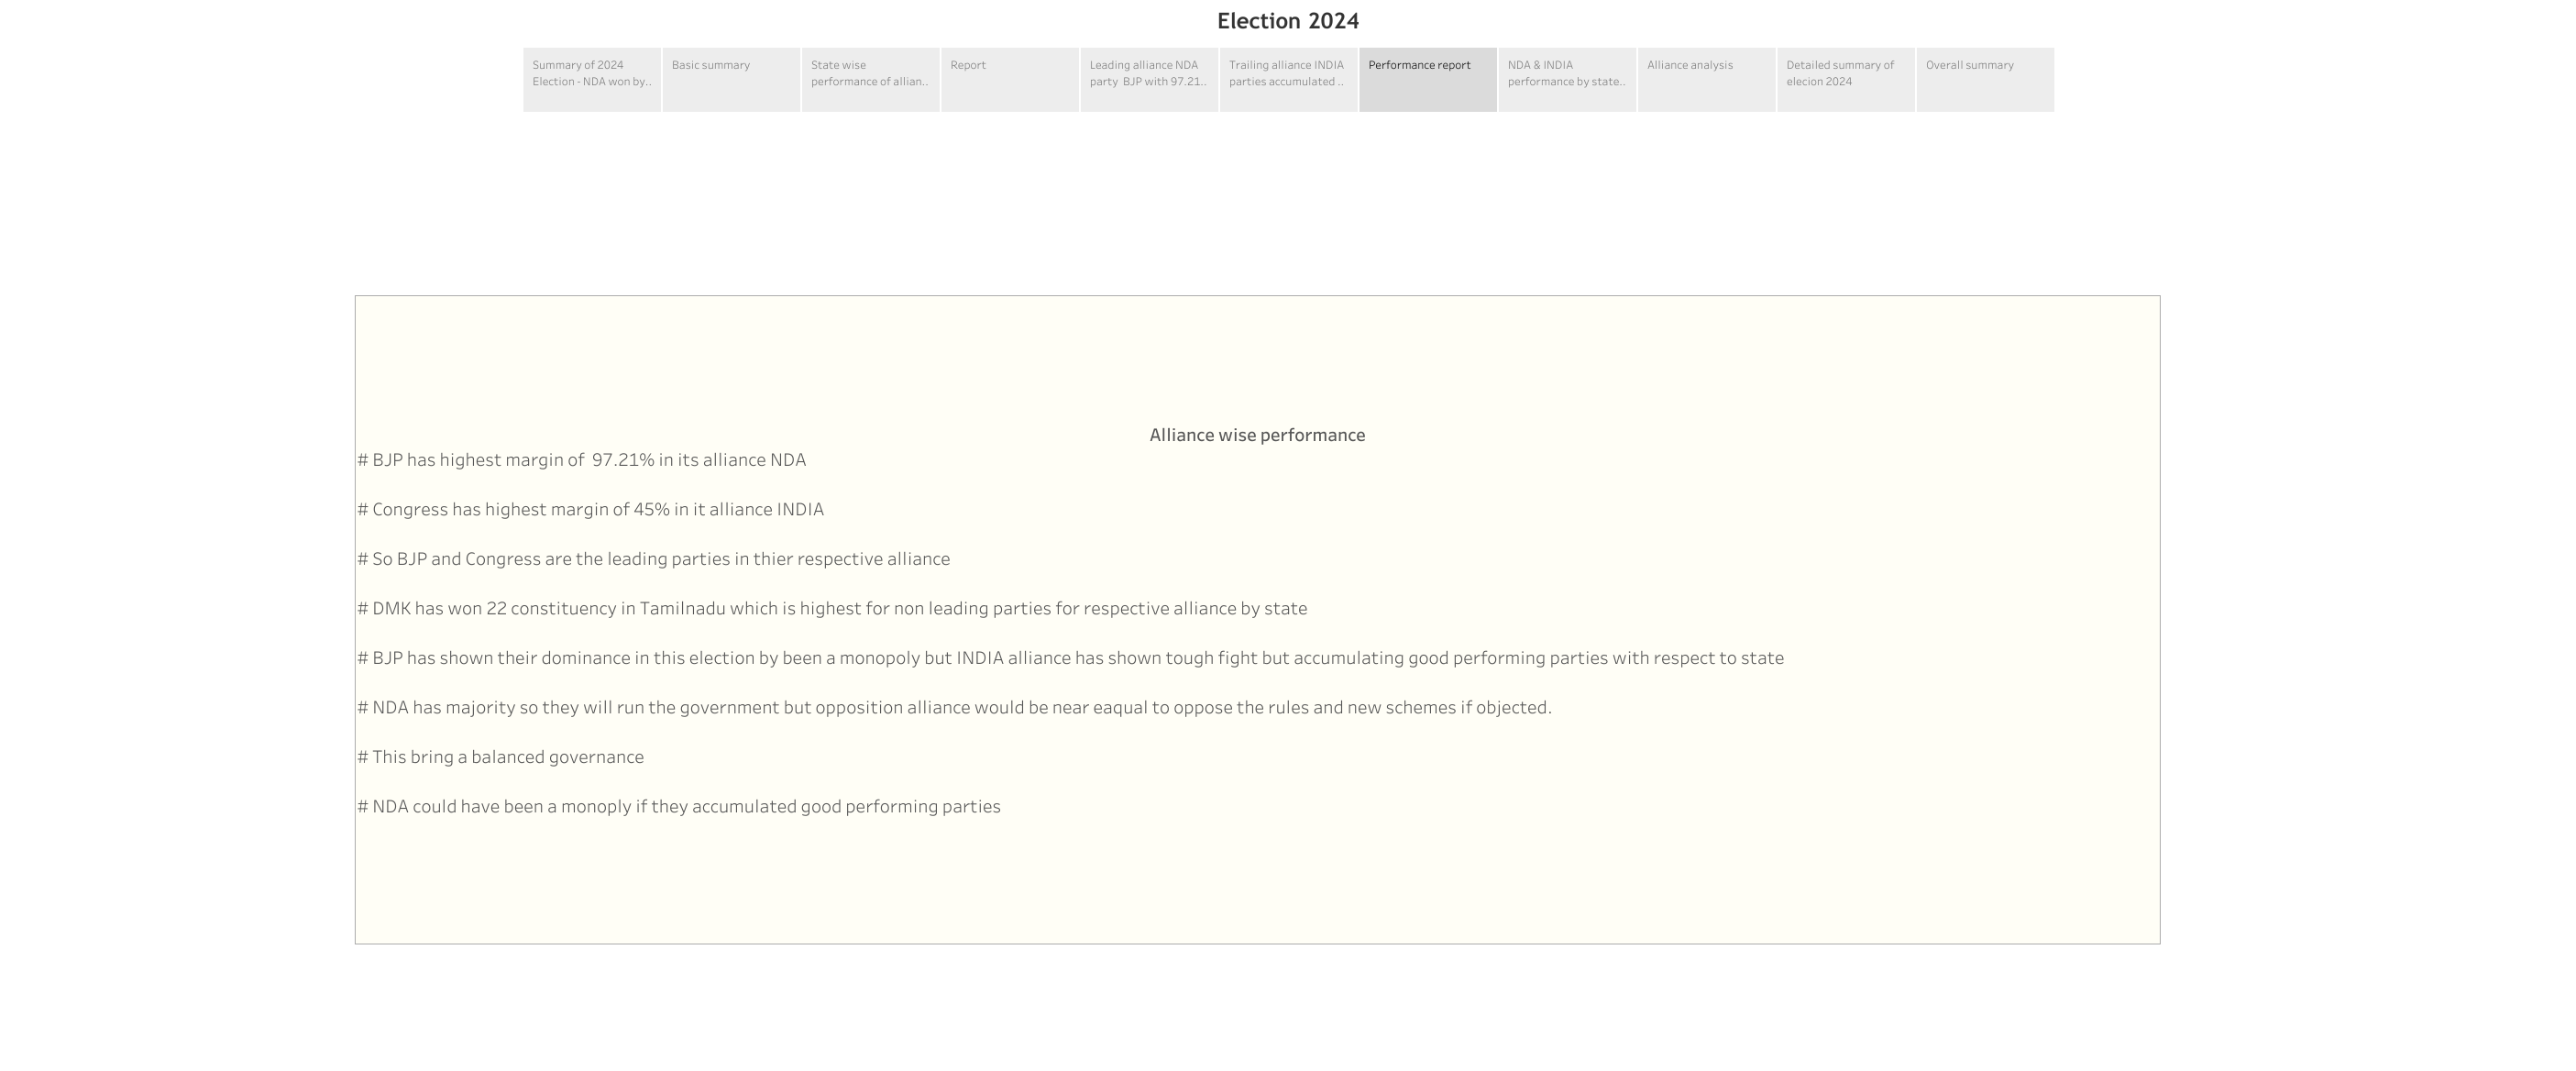 Election 2024
Summary of 2024
Election - NDA won by..
Basic summary
State wise
performance of allian..
Report
Leading alliance NDA
party  BJP with 97.21..
Trailing alliance INDIA
parties accumulated ..
Performance report
NDA & INDIA
performance by state..
Alliance analysis
Detailed summary of
elecion 2024
Overall summary
Alliance wise performance
# BJP has highest margin of  97.21% in its alliance NDA
# Congress has highest margin of 45% in it alliance INDIA
# So BJP and Congress are the leading parties in thier respective alliance
# DMK has won 22 constituency in Tamilnadu which is highest for non leading parties for respective alliance by state
# BJP has shown their dominance in this election by been a monopoly but INDIA alliance has shown tough fight but accumulating good performing parties with respect to state
# NDA has majority so they will run the government but opposition alliance would be near eaqual to oppose the rules and new schemes if objected.
# This bring a balanced governance
# NDA could have been a monoply if they accumulated good performing parties